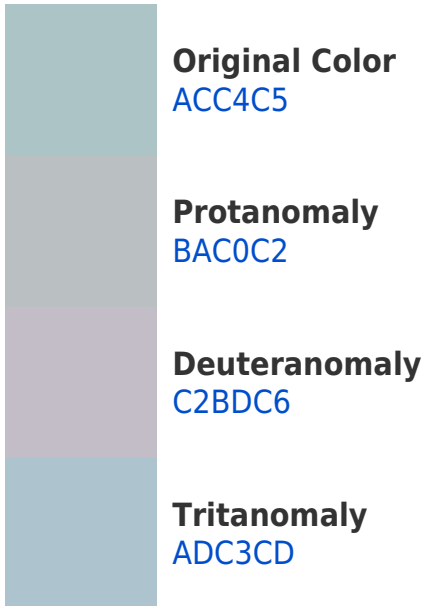 Original Color
ACC4C5
Protanomaly
BAC0C2
Deuteranomaly
C2BDC6
Tritanomaly
ADC3CD